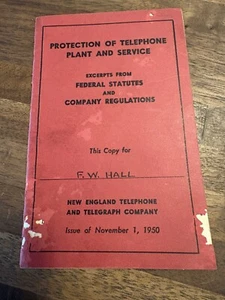 PROTECTION OF TELEPHONE
PLANT AND SERVICE
EXCERPTS FROM
FEDERAL STATUTES
AND
COMPANY REGULATIONS
This Copy for
F. W. HALL
NEW ENGLAND TELEPHONE
AND TELEGRAPH COMPANY
Issue of November 1, 1950